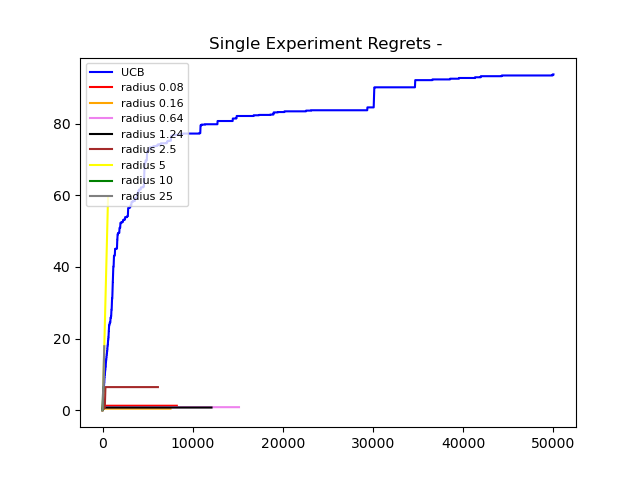 Single Experiment Regrets -
UCB
radius 0.08
radius 0.16
radius 0.64
radius 1.24
radius 2.5
radius 5
radius 10
radius 25
80
60
40
20
0
0 10000 20000 30000 40000 50000